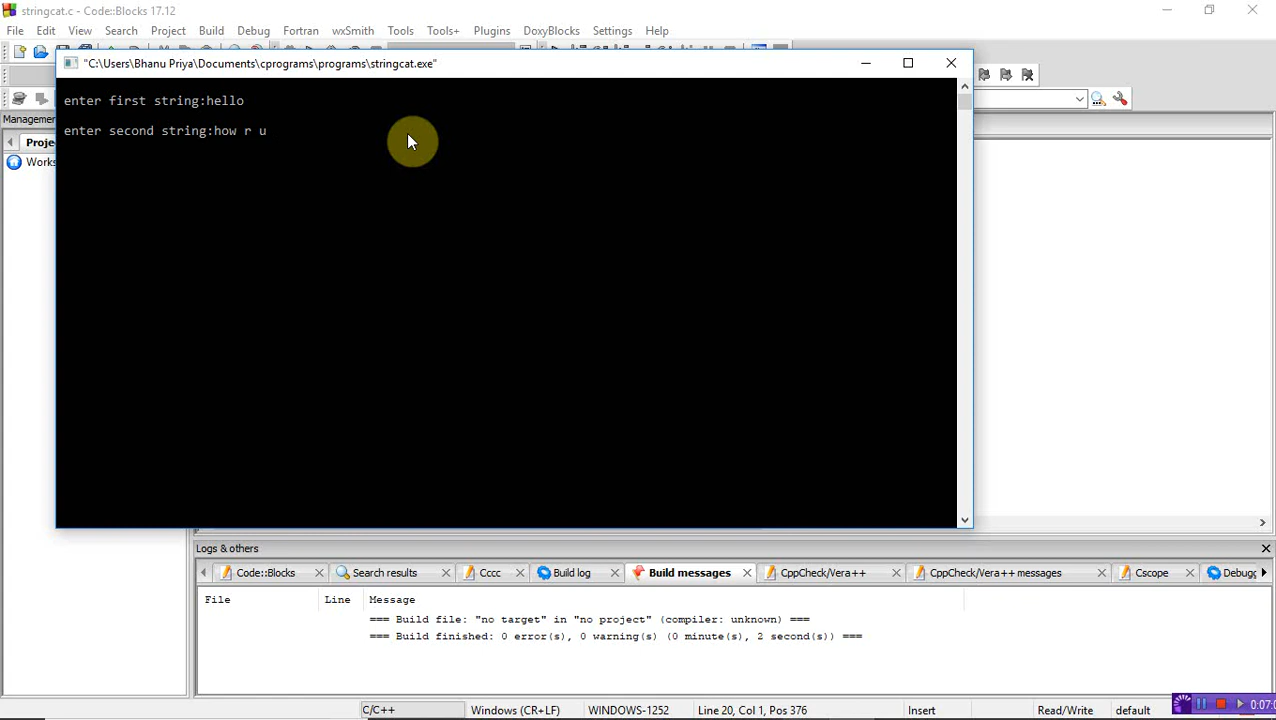 stringcat.c - Code::Blocks 17.12
File Edit View Search Project Build Debug Fortran wxSmith Tools Tools+ Plugins DoxyBlocks Settings Help
"C:\Users\Bhanu Priya\Documents\cprograms\programs\stringcat.exe"
enter first string:hello
Management
enter second string:how r u
Works
Logs & others
Code::Blocks Search results Cccc Build log Build messages CppCheck/Vera++ CppCheck/Vera++ messages Cscope
File Line Message
=== Build file: "no target" in "no project" (compiler: unknown) ===
=== Build finished: 0 error(s), 0 warning(s) (0 minute(s), 2 second(s)) ===
C/C++ Windows (CR+LF) WINDOWS-1252 Line 20, Col 1, Pos 376 Insert Read/Write default